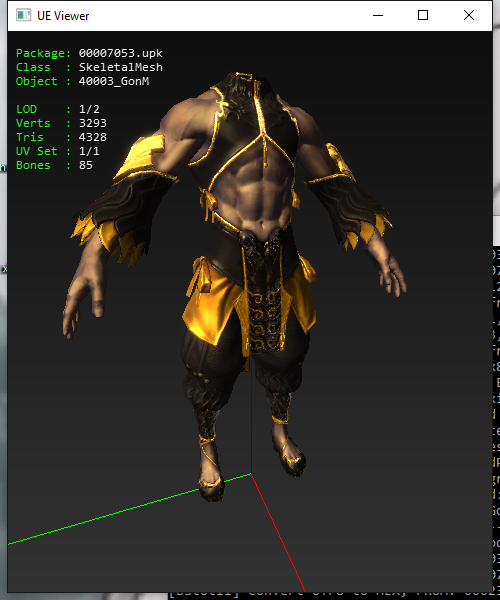 UE Viewer
Package: 00007053.upk
Class : SkeletalMesh
Object : 40003_GonM
LOD : 1/2
Verts : 3293
Tris : 4328
UV Set : 1/1
Bones : 85